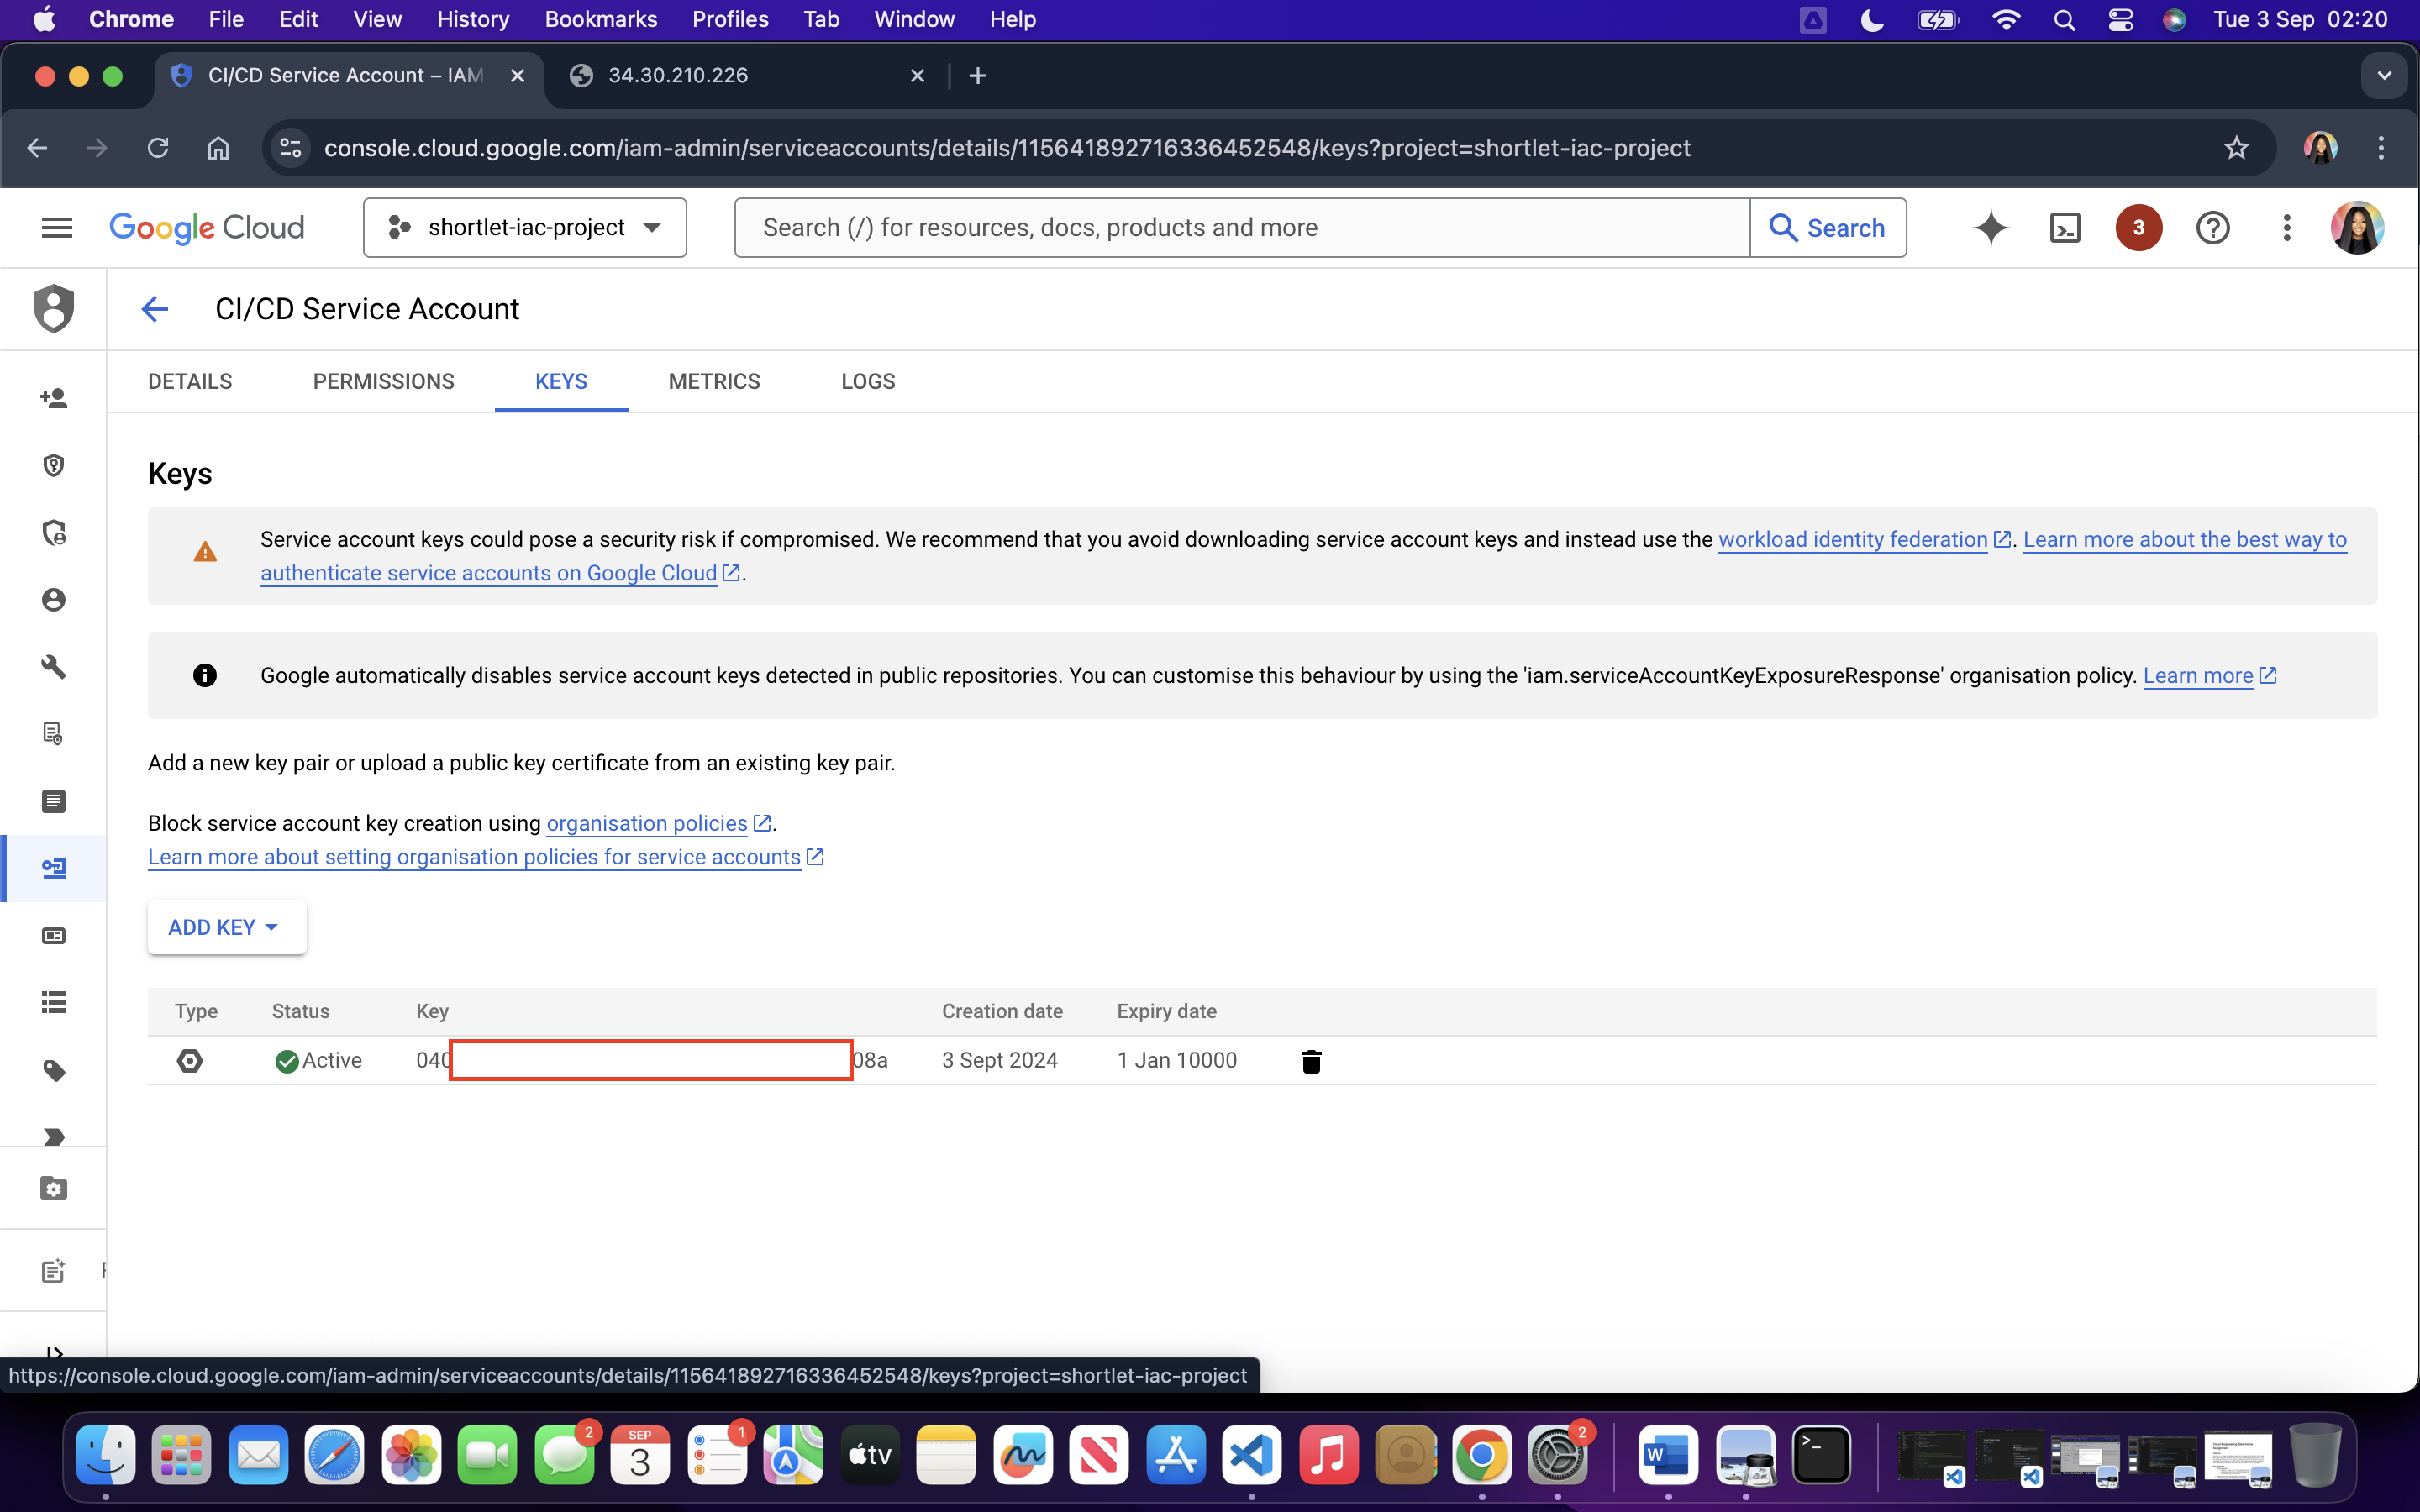 Chrome File Edit View History Bookmarks Profiles Tab Window Help Tue 3 Sep 02:20
CI/CD Service Account – IAM 34.30.210.226
console.cloud.google.com/iam-admin/serviceaccounts/details/115641892716336452548/keys?project=shortlet-iac-project
Google Cloud shortlet-iac-project Search (/) for resources, docs, products and more Search 3
CI/CD Service Account
DETAILS PERMISSIONS KEYS METRICS LOGS
Keys
Service account keys could pose a security risk if compromised. We recommend that you avoid downloading service account keys and instead use the workload identity federation. Learn more about the best way to
authenticate service accounts on Google Cloud.
Google automatically disables service account keys detected in public repositories. You can customise this behaviour by using the 'iam.serviceAccountKeyExposureResponse' organisation policy. Learn more
Add a new key pair or upload a public key certificate from an existing key pair.
Block service account key creation using organisation policies.
Learn more about setting organisation policies for service accounts
ADD KEY
Type Status Key Creation date Expiry date
Active 040 08a 3 Sept 2024 1 Jan 10000
https://console.cloud.google.com/iam-admin/serviceaccounts/details/115641892716336452548/keys?project=shortlet-iac-project
2 SEP 3 1 tv 2 W